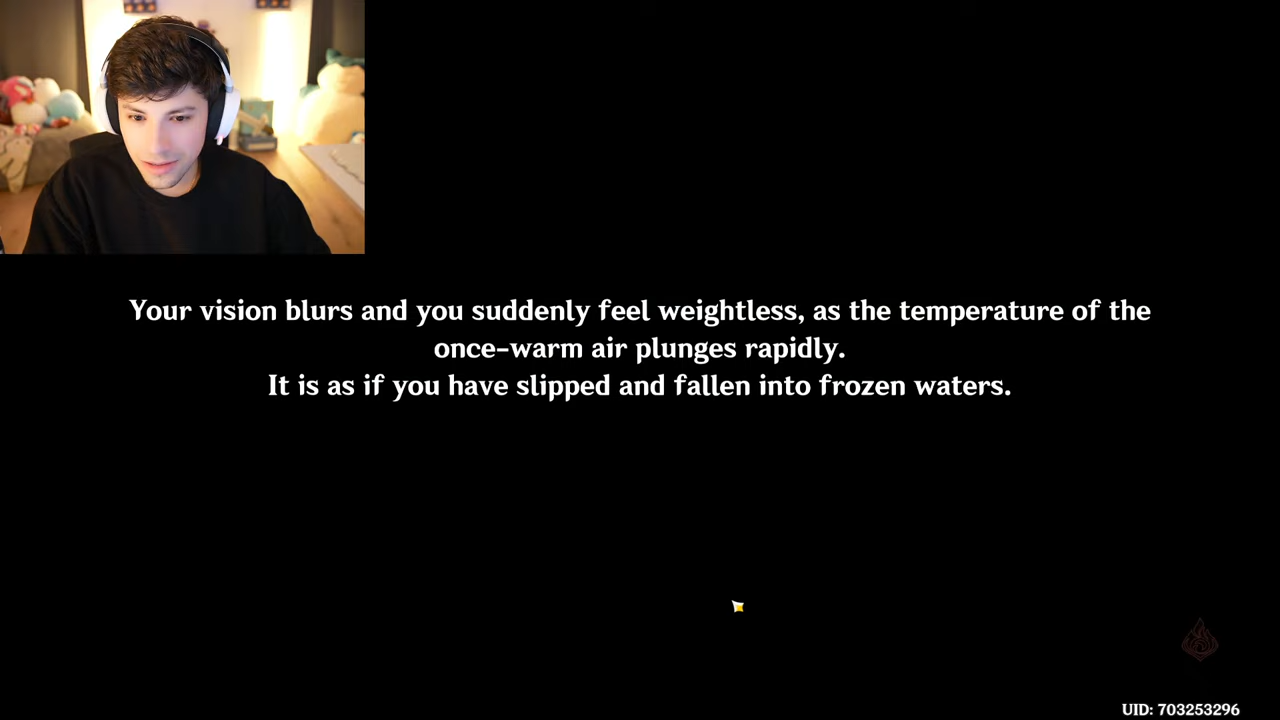 Your vision blurs and you suddenly feel weightless, as the temperature of the
once-warm air plunges rapidly.
It is as if you have slipped and fallen into frozen waters.
UID: 703253296